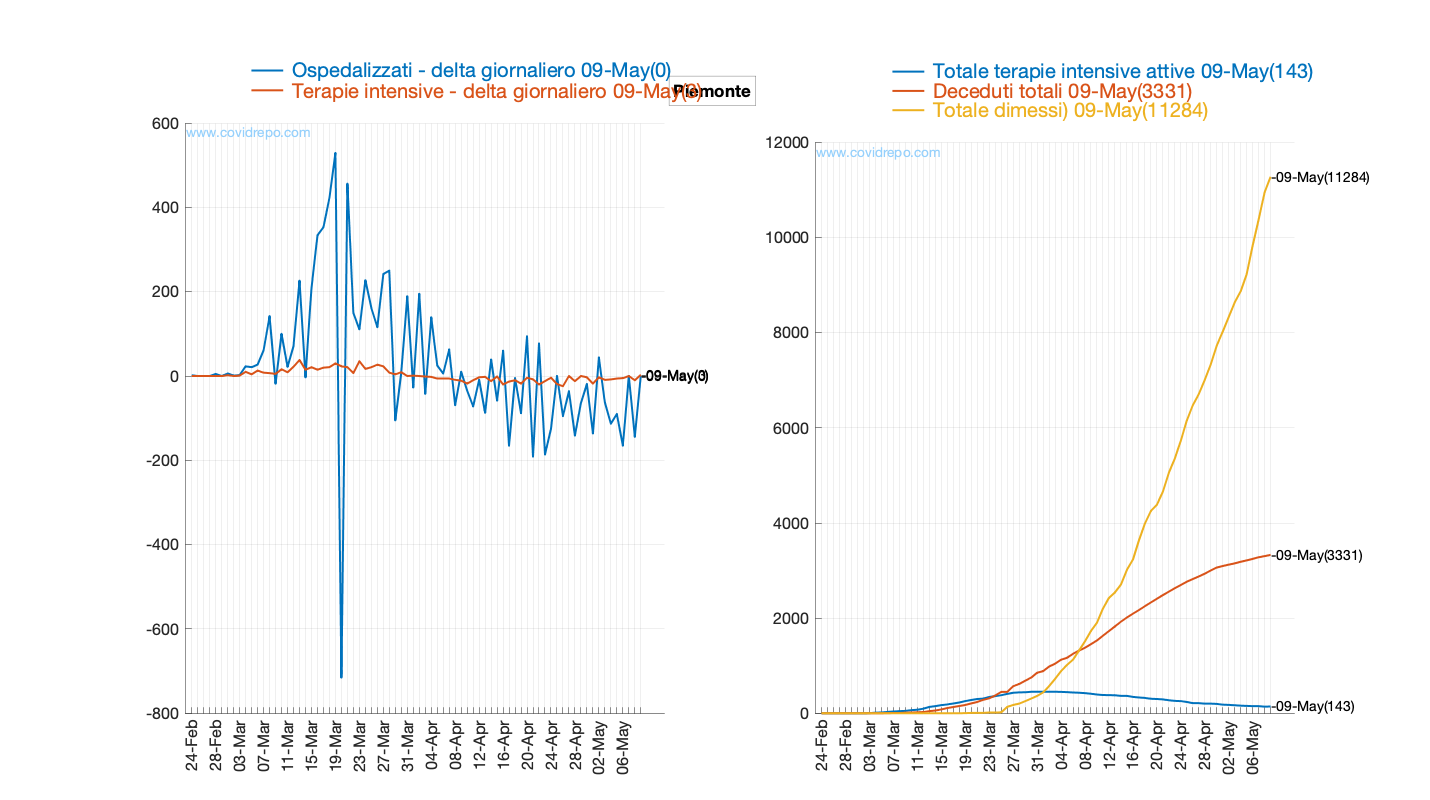 Ospedalizzati - delta giornaliero 09-May(0)
Terapie intensive - delta giornaliero 09-May
Piemonte
www.covidrepo.com
600
400
200
0
-200
-400
-600
-800
-09-May
24-Feb
28-Feb
03-Mar
07-Mar
11-Mar
15-Mar
19-Mar
23-Mar
27-Mar
31-Mar
04-Apr
08-Apr
12-Apr
16-Apr
20-Apr
24-Apr
28-Apr
02-May
06-May
Totale terapie intensive attive 09-May(143)
Deceduti totali 09-May(3331)
Totale dimessi) 09-May(11284)
www.covidrepo.com
12000
10000
8000
6000
4000
2000
0
-09-May(11284)
-09-May(3331)
-09-May(143)
24-Feb
28-Feb
03-Mar
07-Mar
11-Mar
15-Mar
19-Mar
23-Mar
27-Mar
31-Mar
04-Apr
08-Apr
12-Apr
16-Apr
20-Apr
24-Apr
28-Apr
02-May
06-May